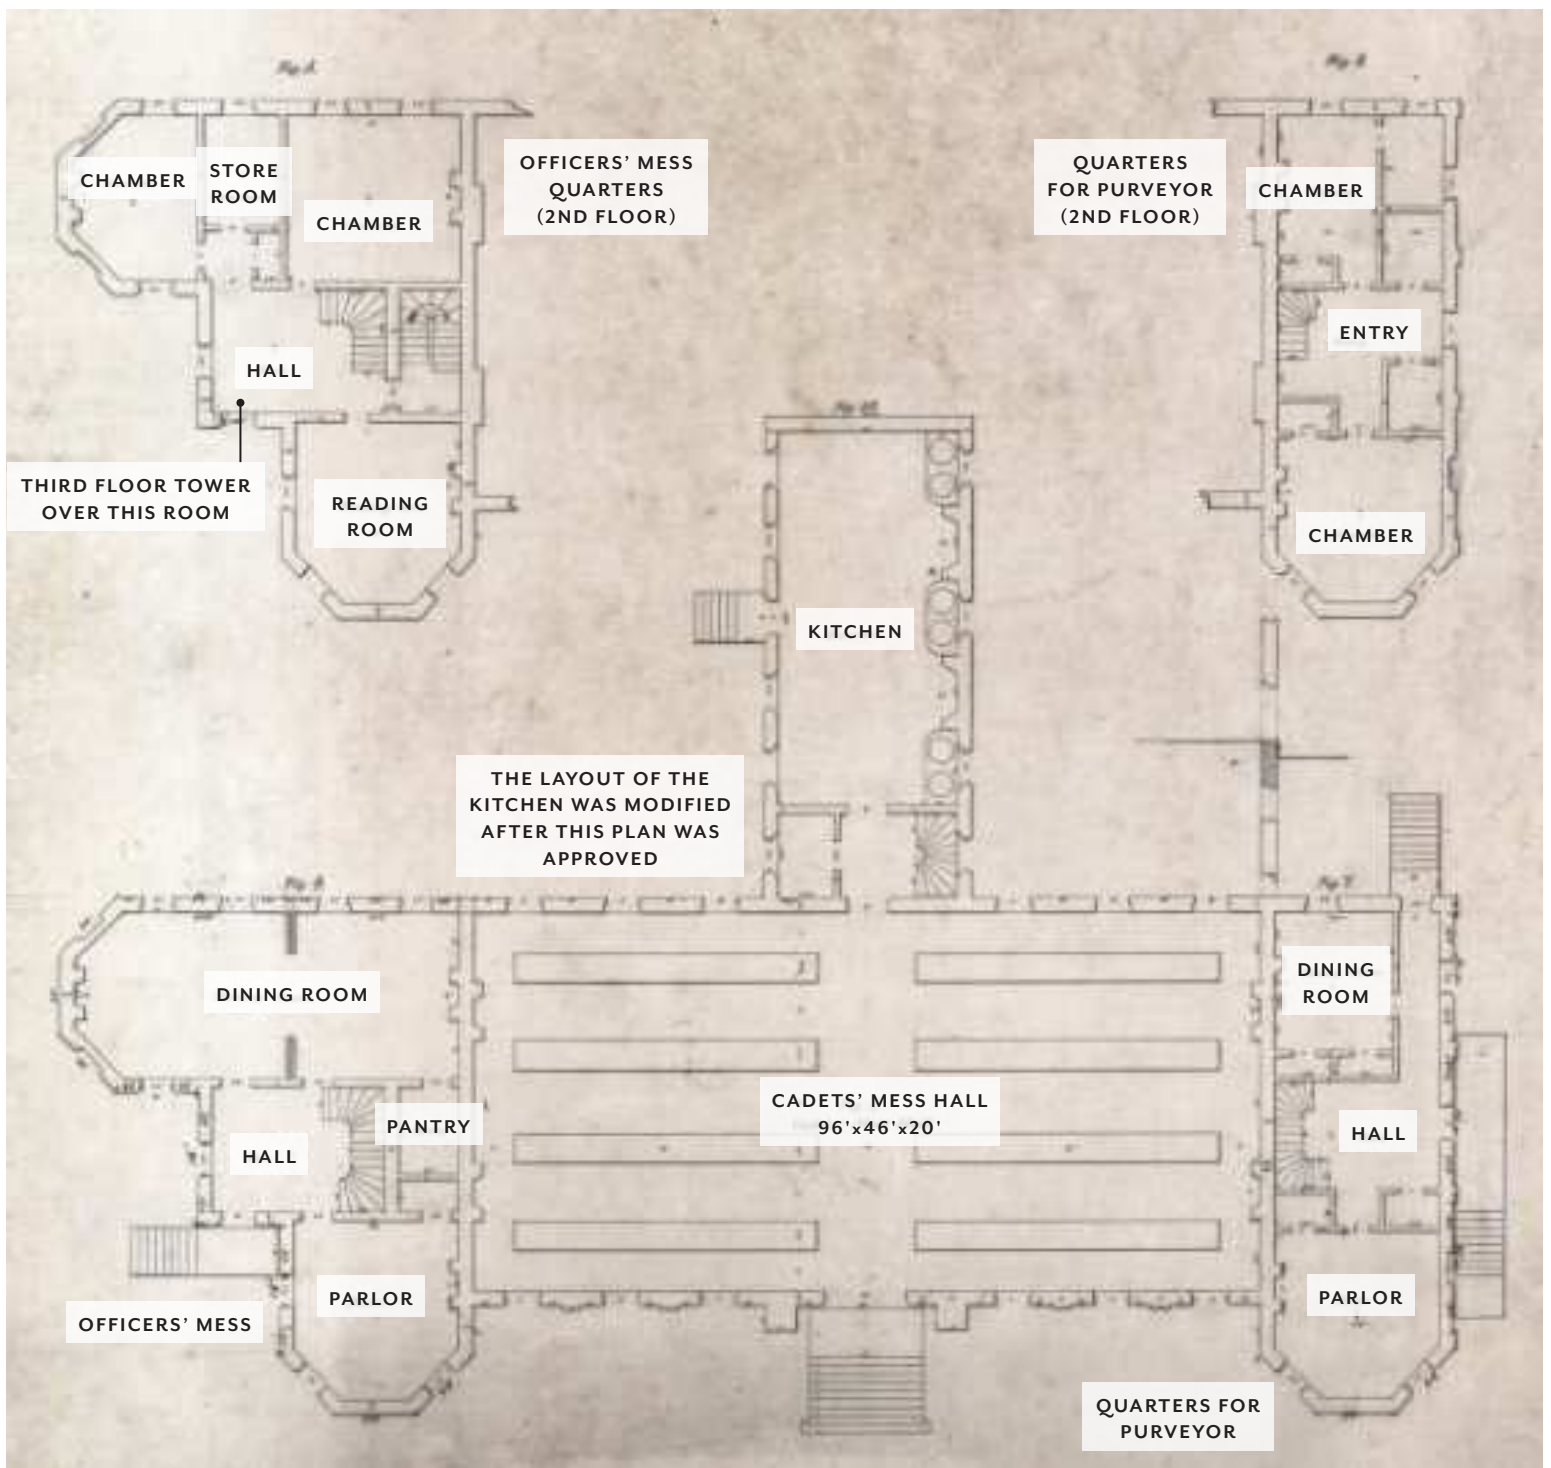 CHAMBER
STORE
ROOM
CHAMBER
OFFICERS’ MESS
QUARTERS
(2ND FLOOR)
QUARTERS
FOR PURVEYOR
(2ND FLOOR)
CHAMBER
ENTRY
HALL
THIRD FLOOR TOWER
OVER THIS ROOM
READING
ROOM
CHAMBER
KITCHEN
THE LAYOUT OF THE
KITCHEN WAS MODIFIED
AFTER THIS PLAN WAS
APPROVED
DINING ROOM
DINING
ROOM
CADETS’ MESS HALL
96'x46'x20'
PANTRY
HALL
HALL
PARLOR
PARLOR
OFFICERS’ MESS
QUARTERS FOR
PURVEYOR